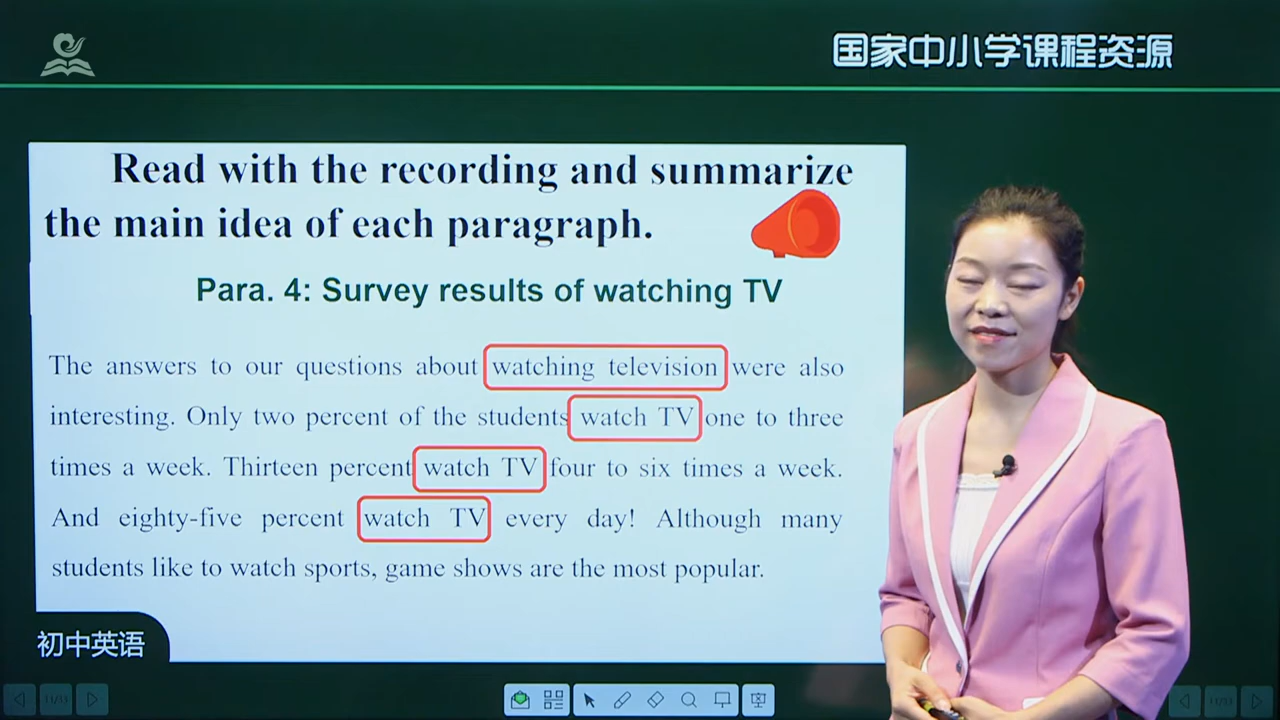 国家中小学课程资源
Read with the recording and summarize
the main idea of each paragraph.
Para. 4: Survey results of watching TV
The answers to our questions about watching television were also
interesting. Only two percent of the students watch TV one to three
times a week. Thirteen percent watch TV four to six times a week.
And eighty-five percent watch TV every day! Although many
students like to watch sports, game shows are the most popular.
初中英语